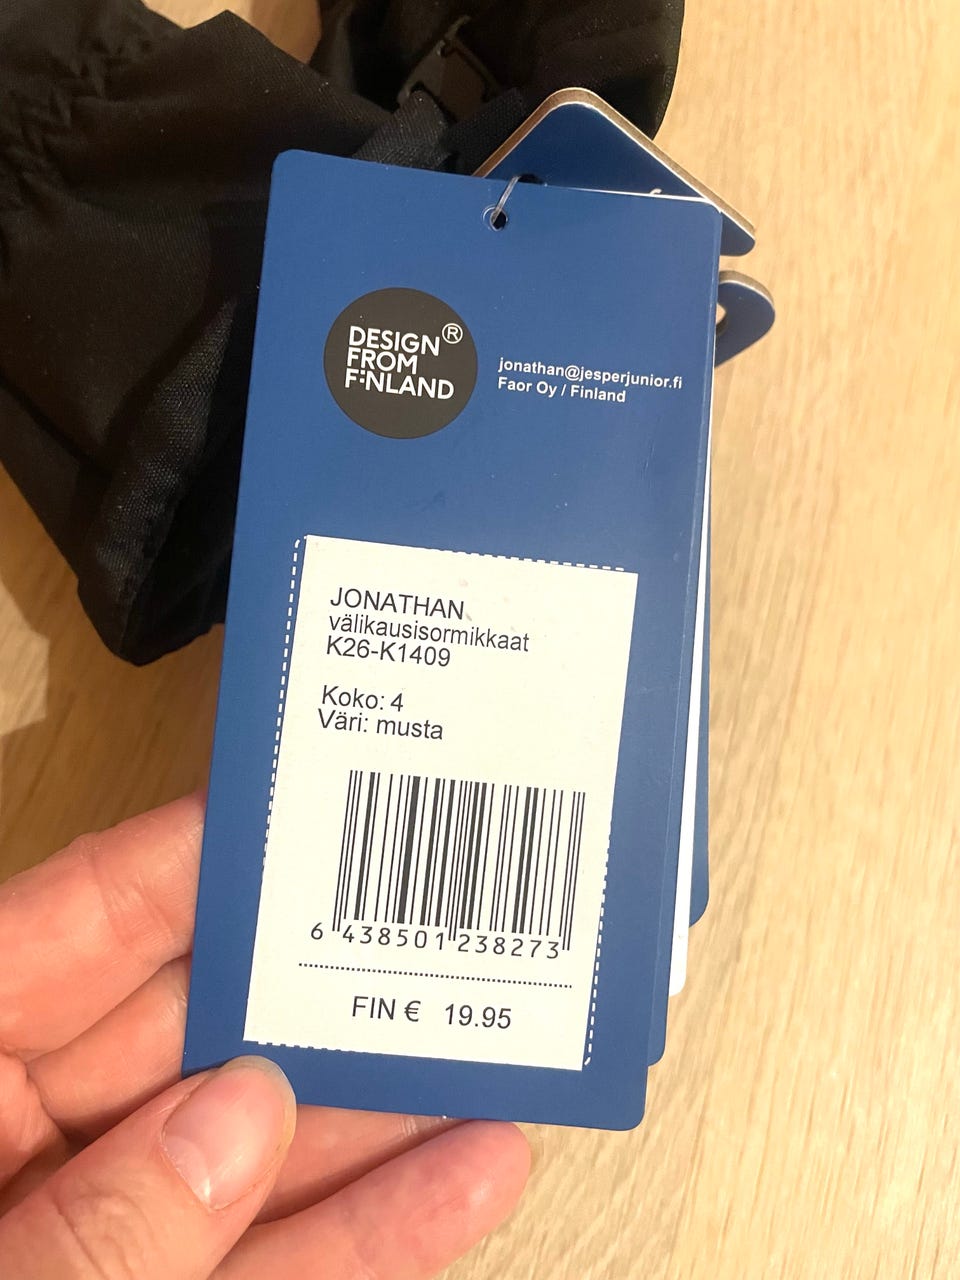 DESIGN®
FROM
FINLAND
jonathan@jesperjunior.fi
Faor Oy / Finland
JONATHAN
välikausisormikkaat
K26-K1409
Koko: 4
Väri: musta
6 438501 238273
FIN € 19.95